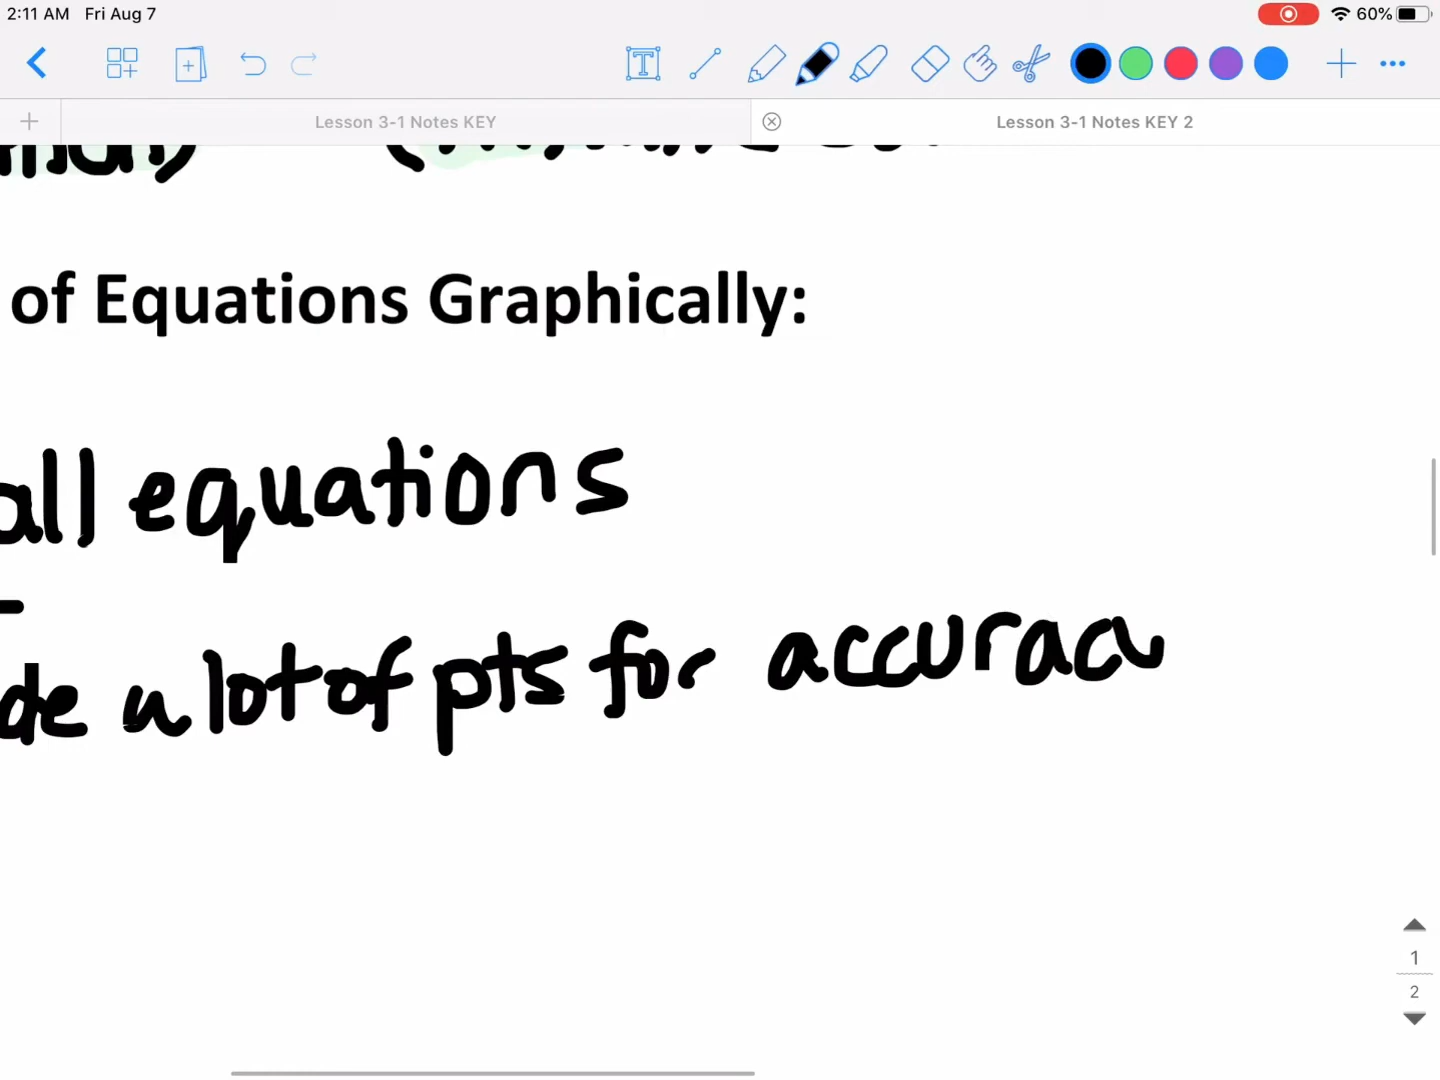 2:11 AM Fri Aug 7
60%
T
Lesson 3-1 Notes KEY
Lesson 3-1 Notes KEY 2
of Equations Graphically:
all equations
de a lot of pts for accurac
1
2